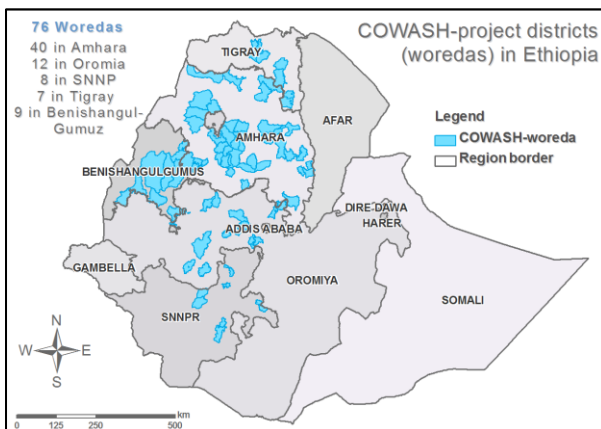 76 Woredas
40 in Amhara
12 in Oromia
8 in SNNP
7 in Tigray
9 in Benishangul-
Gumuz
COWASH-project districts
(woredas) in Ethiopia
Legend
COWASH-woreda
Region border
TIGRAY
AFAR
AMHARA
BENISHANGULGUMUS
DIRE-DAWA
HARER
ADDIS ABABA
GAMBELLA
OROMIYA
SOMALI
SNNPR
N
W E
S
km
0 125 250 500